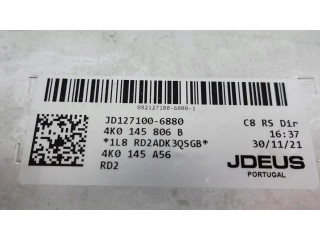 JD127100-6880 C8 RS Dir
4K0 145 806 B 16:37
*1L8 RD2ADK3QSGB* 30/11/21
4K0 145 A56 JDEUS
RD2 PORTUGAL